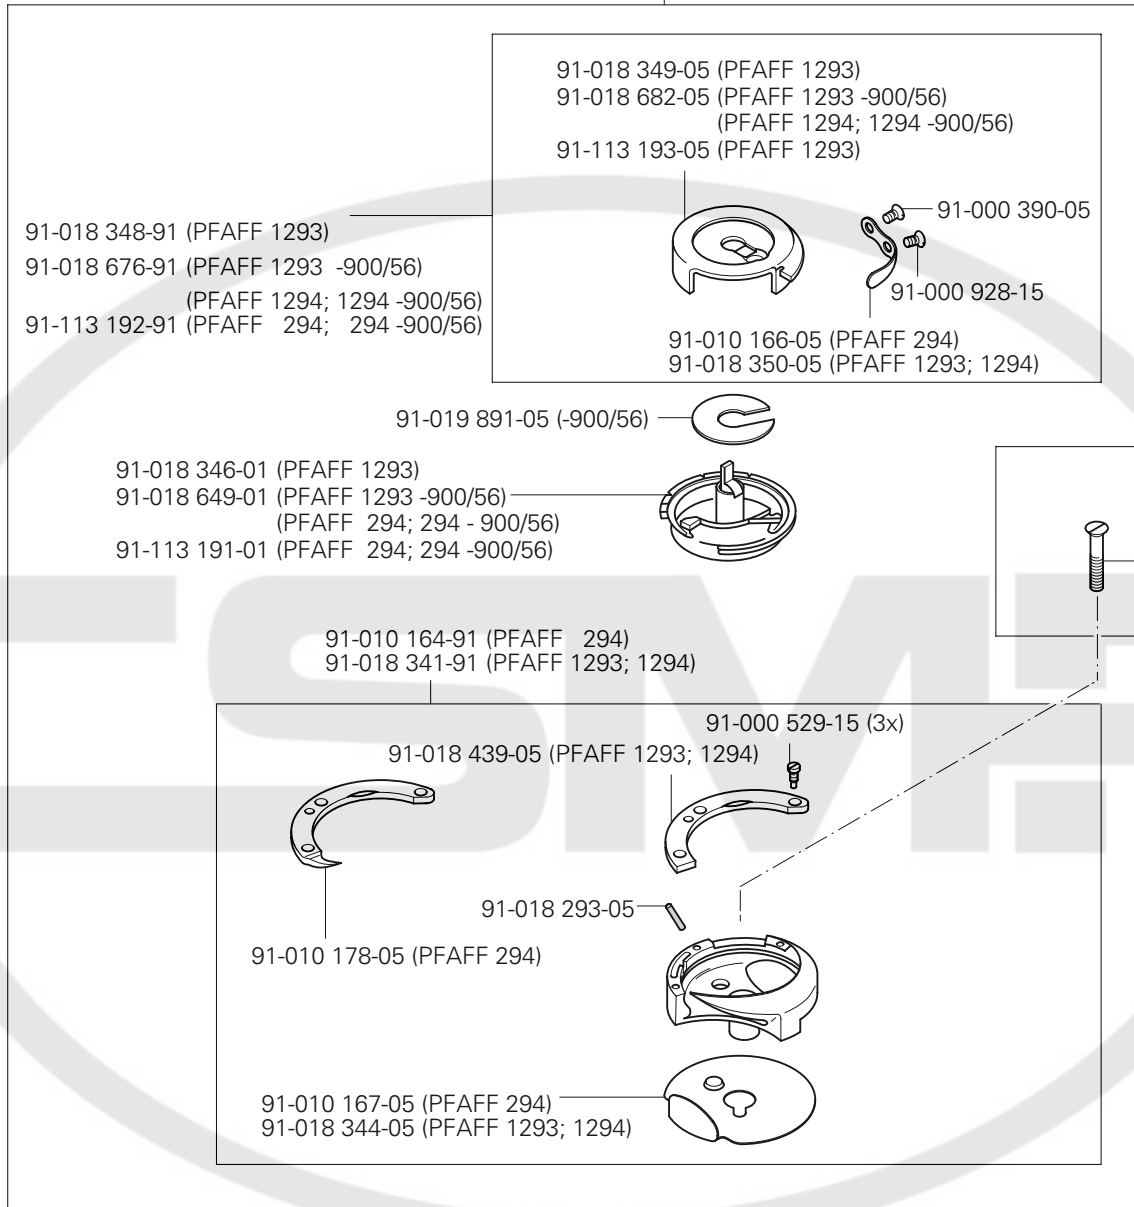 91-018 349-05 (PFAFF 1293)
91-018 682-05 (PFAFF 1293 -900/56)
(PFAFF 1294; 1294 -900/56)
91-113 193-05 (PFAFF 1293)
91-000 390-05
91-018 348-91 (PFAFF 1293)
91-018 676-91 (PFAFF 1293 -900/56)
(PFAFF 1294; 1294 -900/56)
91-113 192-91 (PFAFF 294; 294 -900/56)
91-000 928-15
91-010 166-05 (PFAFF 294)
91-018 350-05 (PFAFF 1293; 1294)
91-019 891-05 (-900/56)
91-018 346-01 (PFAFF 1293)
91-018 649-01 (PFAFF 1293 -900/56)
(PFAFF 294; 294 - 900/56)
91-113 191-01 (PFAFF 294; 294 -900/56)
91-010 164-91 (PFAFF 294)
91-018 341-91 (PFAFF 1293; 1294)
91-000 529-15 (3x)
91-018 439-05 (PFAFF 1293; 1294)
91-018 293-05
91-010 178-05 (PFAFF 294)
91-010 167-05 (PFAFF 294)
91-018 344-05 (PFAFF 1293; 1294)